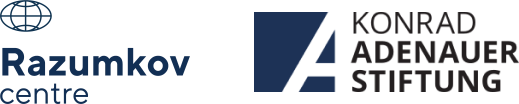 Razumkov
centre
KONRAD
ADENAUER
STIFTUNG